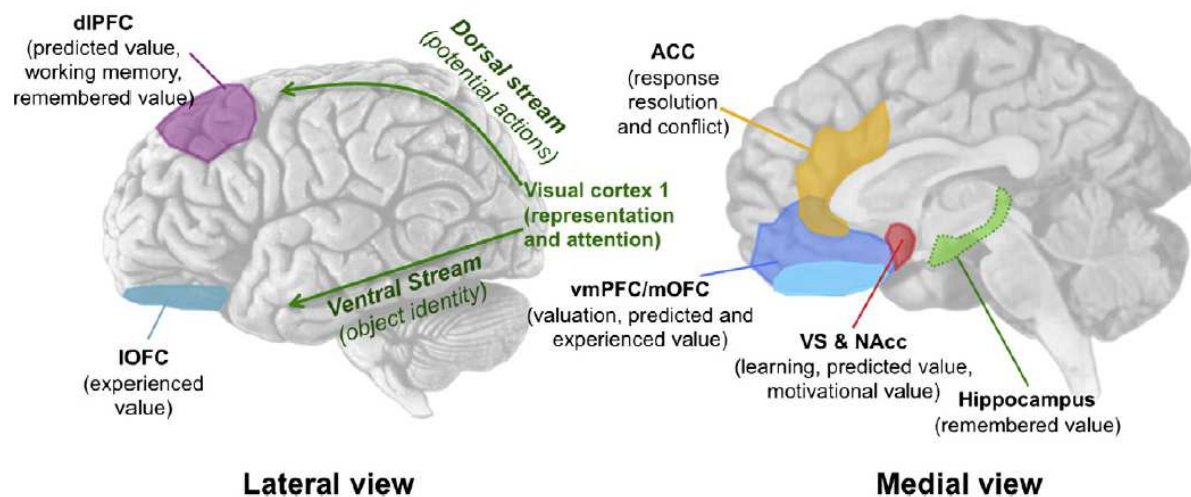 dlPFC
(predicted value,
working memory,
remembered value)
Dorsal stream
(potential actions)
Visual cortex 1
(representation
and attention)
Ventral Stream
(object identity)
lOFC
(experienced
value)
Lateral view
ACC
(response
resolution
and conflict)
vmPFC/mOFC
(valuation, predicted and
experienced value)
VS & NAcc
(learning, predicted value,
motivational value)
Hippocampus
(remembered value)
Medial view